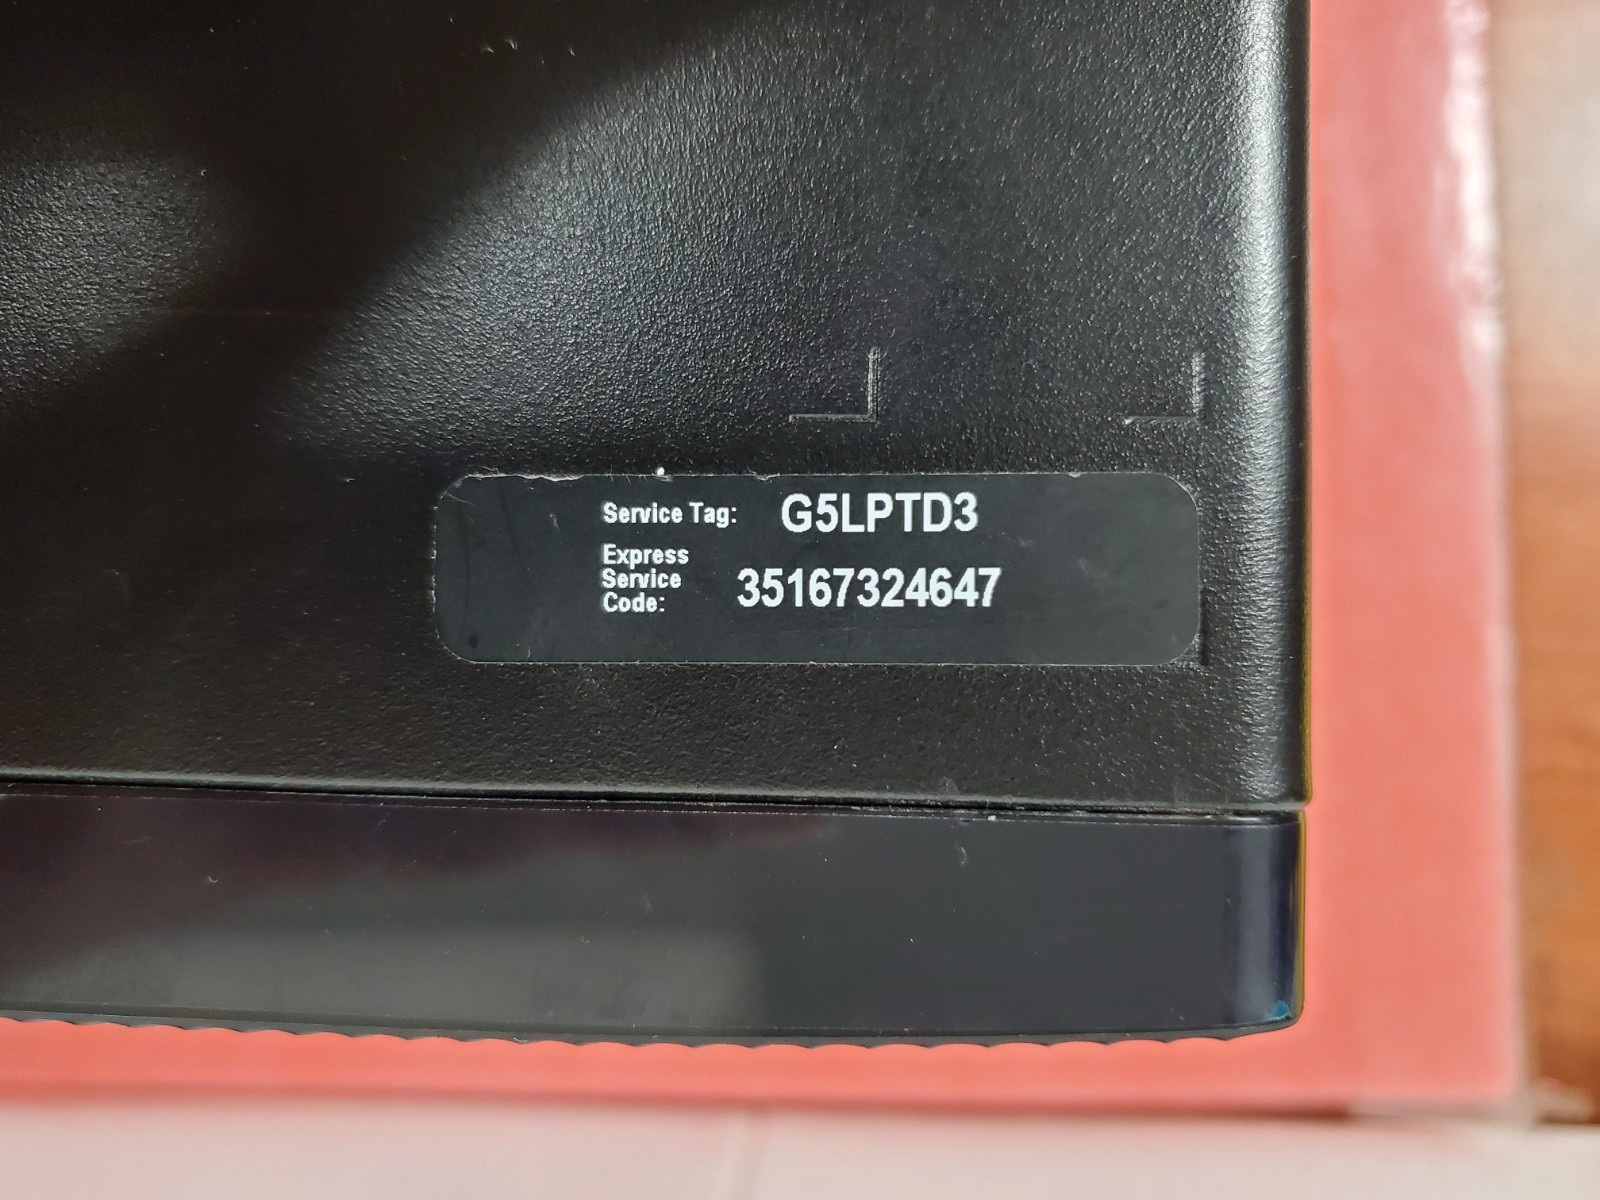 Service Tag: G5LPTD3
Express
Service
Code: 35167324647